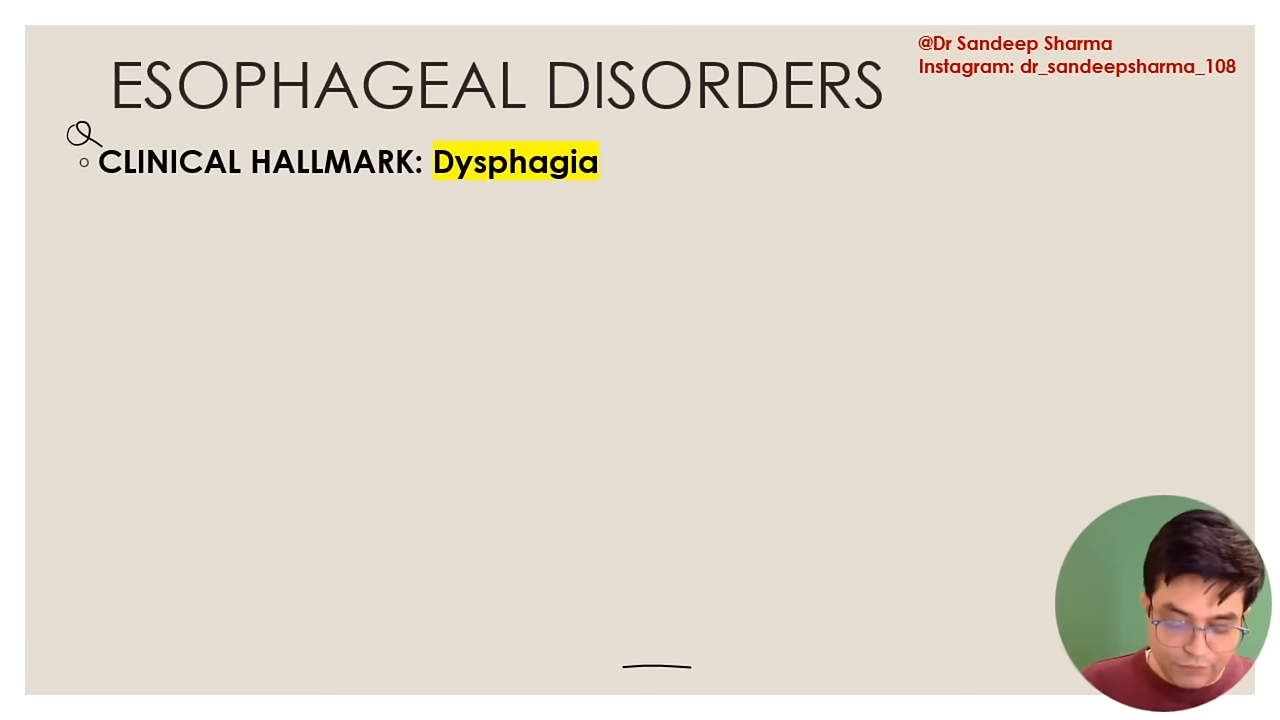 @Dr Sandeep Sharma
Instagram: dr_sandeepsharma_108
ESOPHAGEAL DISORDERS
CLINICAL HALLMARK: Dysphagia